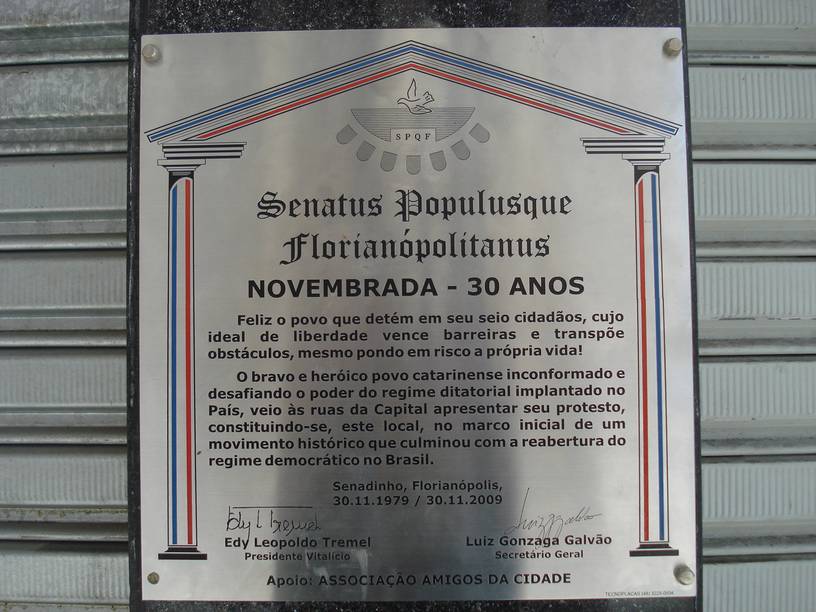 SPQF
Senatus Populusque
Florianópolitanus
NOVEMBRADA - 30 ANOS
Feliz o povo que detém em seu seio cidadãos, cujo
ideal de liberdade vence barreiras e transpõe
obstáculos, mesmo pondo em risco a própria vida!
O bravo e heróico povo catarinense inconformado e
desafiando o poder do regime ditatorial implantado no
País, veio às ruas da Capital apresentar seu protesto,
constituindo-se, este local, no marco inicial de um
movimento histórico que culminou com a reabertura do
regime democrático no Brasil.
Senadinho, Florianópolis,
30.11.1979 / 30.11.2009
Edy Leopoldo Tremel
Presidente Vitalício
Luiz Gonzaga Galvão
Secretário Geral
Apoio: ASSOCIAÇÃO AMIGOS DA CIDADE
TECNOPLACAS (48)